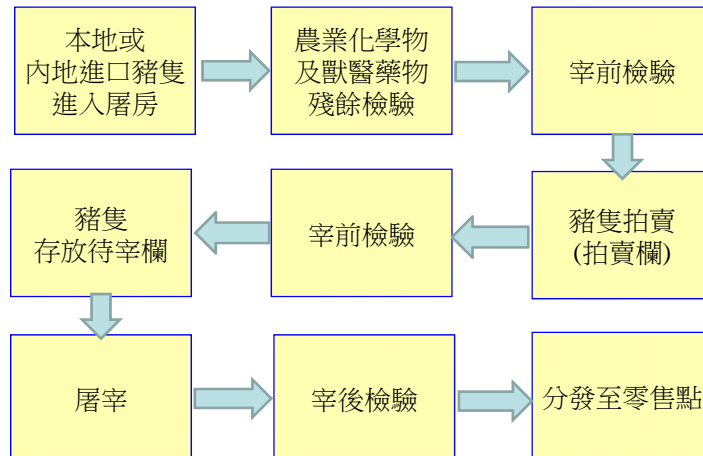 本地或
內地進口豬隻
進入屠房
農業化學物
及獸醫藥物
殘餘檢驗
宰前檢驗
豬隻拍賣
(拍賣欄)
宰前檢驗
豬隻
存放待宰欄
屠宰
宰後檢驗
分發至零售點